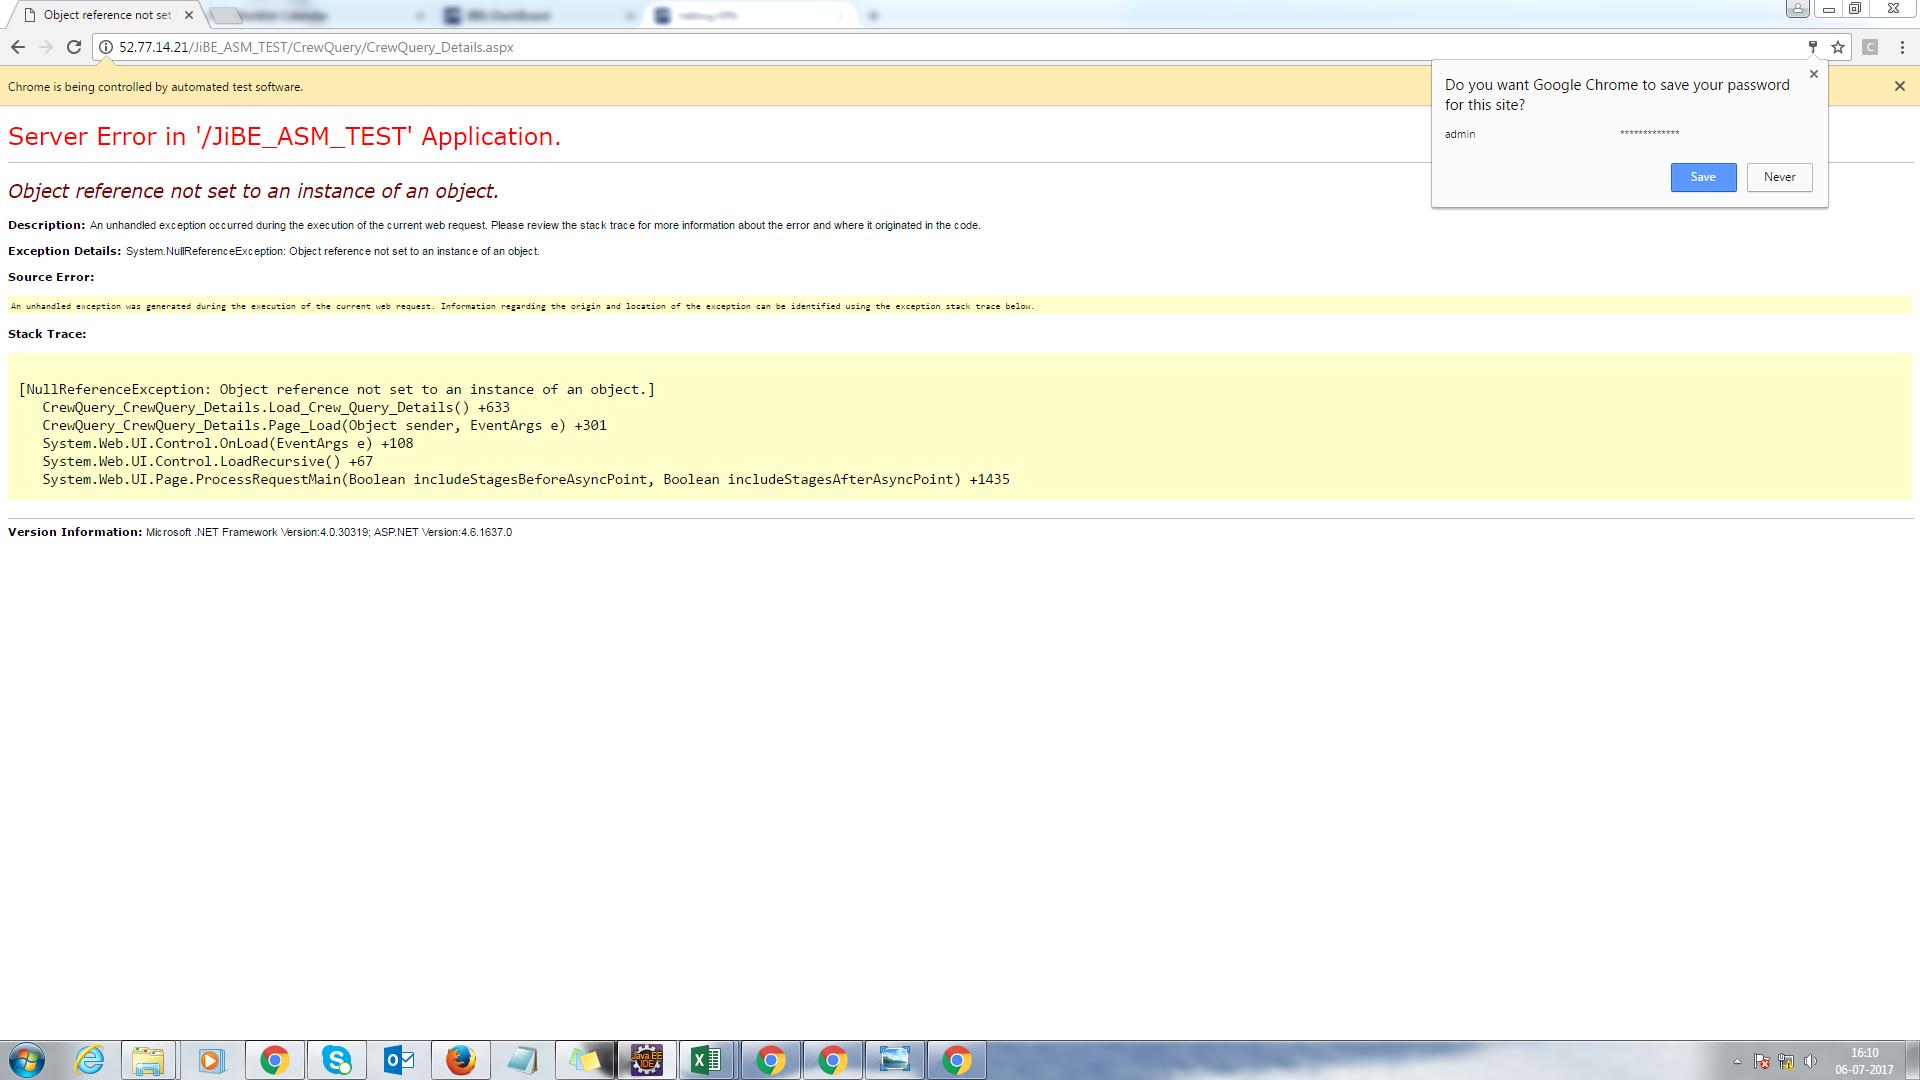 Object reference not set
52.77.14.21/JiBE_ASM_TEST/CrewQuery/CrewQuery_Details.aspx
Chrome is being controlled by automated test software.
Do you want Google Chrome to save your password
for this site?
admin *************
Save Never
Server Error in '/JiBE_ASM_TEST' Application.
Object reference not set to an instance of an object.
Description: An unhandled exception occurred during the execution of the current web request. Please review the stack trace for more information about the error and where it originated in the code.
Exception Details: System.NullReferenceException: Object reference not set to an instance of an object.
Source Error:
An unhandled exception was generated during the execution of the current web request. Information regarding the origin and location of the exception can be identified using the exception stack trace below.
Stack Trace:
[NullReferenceException: Object reference not set to an instance of an object.]
CrewQuery_CrewQuery_Details.Load_Crew_Query_Details() +633
CrewQuery_CrewQuery_Details.Page_Load(Object sender, EventArgs e) +301
System.Web.UI.Control.OnLoad(EventArgs e) +108
System.Web.UI.Control.LoadRecursive() +67
System.Web.UI.Page.ProcessRequestMain(Boolean includeStagesBeforeAsyncPoint, Boolean includeStagesAfterAsyncPoint) +1435
Version Information: Microsoft .NET Framework Version:4.0.30319; ASP.NET Version:4.6.1637.0
Java EE
IDE
16:10
06-07-2017